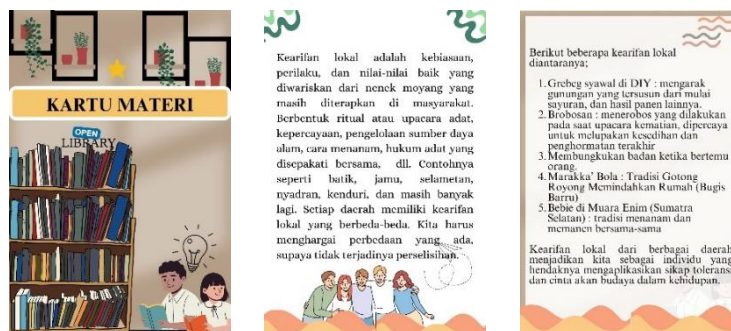 KARTU MATERI
OPEN
LIBRARY
Kearifan lokal adalah kebiasaan,
perilaku, dan nilai-nilai baik yang
diwariskan dari nenek moyang yang
masih diterapkan di masyarakat.
Berbentuk ritual atau upacara adat,
kepercayaan, pengelolaan sumber daya
alam, cara menanam, hukum adat yang
disepakati bersama, dll. Contohnya
seperti batik, jamu, selametan,
nyadran, kenduri, dan masih banyak
lagi. Setiap daerah memiliki kearifan
lokal yang berbeda-beda. Kita harus
menghargai perbedaan yang ada,
supaya tidak terjadinya perselisihan.
Berikut beberapa kearifan lokal
diantaranya;
1. Grebeg syawal di DIY : mengarak
gunungan yang tersusun dari mulai
sayuran, dan hasil panen lainnya.
2. Brobosan : menerobos yang dilakukan
pada saat upacara kematian, dipercaya
untuk melupakan kesedihan dan
penghormatan terakhir
3. Membungkukan badan ketika bertemu
orang.
4. Marakka' Bola : Tradisi Gotong
Royong Memindahkan Rumah (Bugis
Barru)
5. Bebie di Muara Enim (Sumatra
Selatan) : tradisi menanam dan
memanen bersama-sama
Kearifan lokal dari berbagai daerah
menjadikan kita sebagai individu yang
hendaknya mengaplikasikan sikap toleransi
dan cinta akan budaya dalam kehidupan.